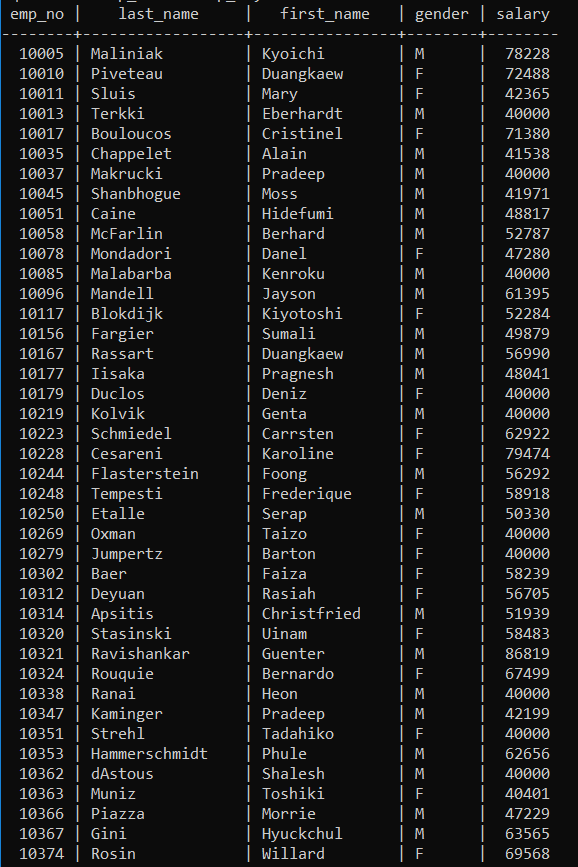 emp_no | last_name | first_name | gender | salary
--------+-----------------+---------------+--------+--------
10005 | Maliniak | Kyoichi | M | 78228
10010 | Piveteau | Duangkaew | F | 72488
10011 | Sluis | Mary | F | 42365
10013 | Terkki | Eberhardt | M | 40000
10017 | Bouloucos | Cristinel | F | 71380
10035 | Chappelet | Alain | M | 41538
10037 | Makrucki | Pradeep | M | 40000
10045 | Shanbhogue | Moss | M | 41971
10051 | Caine | Hidefumi | M | 48817
10058 | McFarlin | Berhard | M | 52787
10078 | Mondadori | Danel | F | 47280
10085 | Malabarba | Kenroku | M | 40000
10096 | Mandell | Jayson | M | 61395
10117 | Blokdijk | Kiyotoshi | F | 52284
10156 | Fargier | Sumali | M | 49879
10167 | Rassart | Duangkaew | M | 56990
10177 | Iisaka | Pragnesh | M | 48041
10179 | Duclos | Deniz | F | 40000
10219 | Kolvik | Genta | M | 40000
10223 | Schmiedel | Carrsten | F | 62922
10228 | Cesareni | Karoline | F | 79474
10244 | Flasterstein | Foong | M | 56292
10248 | Tempesti | Frederique | F | 58918
10250 | Etalle | Serap | M | 50330
10269 | Oxman | Taizo | F | 40000
10279 | Jumpertz | Barton | F | 40000
10302 | Baer | Faiza | F | 58239
10312 | Deyuan | Rasiah | F | 56705
10314 | Apsitis | Christfried | M | 51939
10320 | Stasinski | Uinam | F | 58483
10321 | Ravishankar | Guenter | M | 86819
10324 | Rouquie | Bernardo | F | 67499
10338 | Ranai | Heon | M | 40000
10347 | Kaminger | Pradeep | M | 42199
10351 | Strehl | Tadahiko | F | 40000
10353 | Hammerschmidt | Phule | M | 62656
10362 | dAstous | Shalesh | M | 40000
10363 | Muniz | Toshiki | F | 40401
10366 | Piazza | Morrie | M | 47229
10367 | Gini | Hyuckchul | M | 63565
10374 | Rosin | Willard | F | 69568